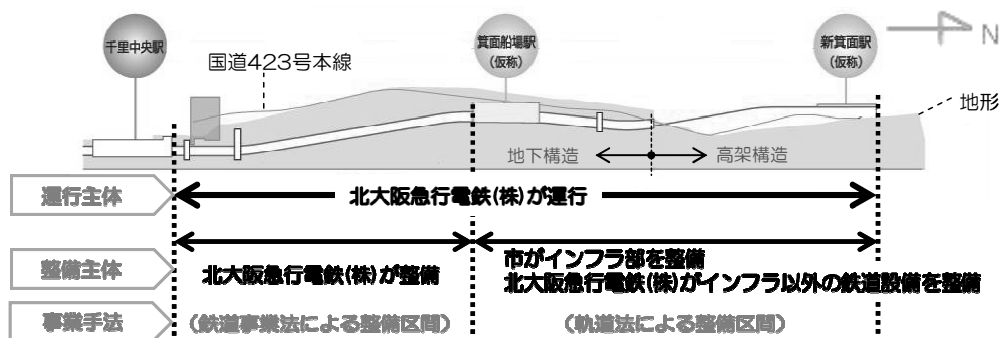 千里中央駅
国道423号本線
箕面船場駅
(仮称)
新箕面駅
(仮称)
N
地形
地下構造
高架構造
運行主体
北大阪急行電鉄(株)が運行
整備主体
北大阪急行電鉄(株)が整備
市がインフラ部を整備
北大阪急行電鉄(株)がインフラ以外の鉄道設備を整備
事業手法
(鉄道事業法による整備区間)
(軌道法による整備区間)